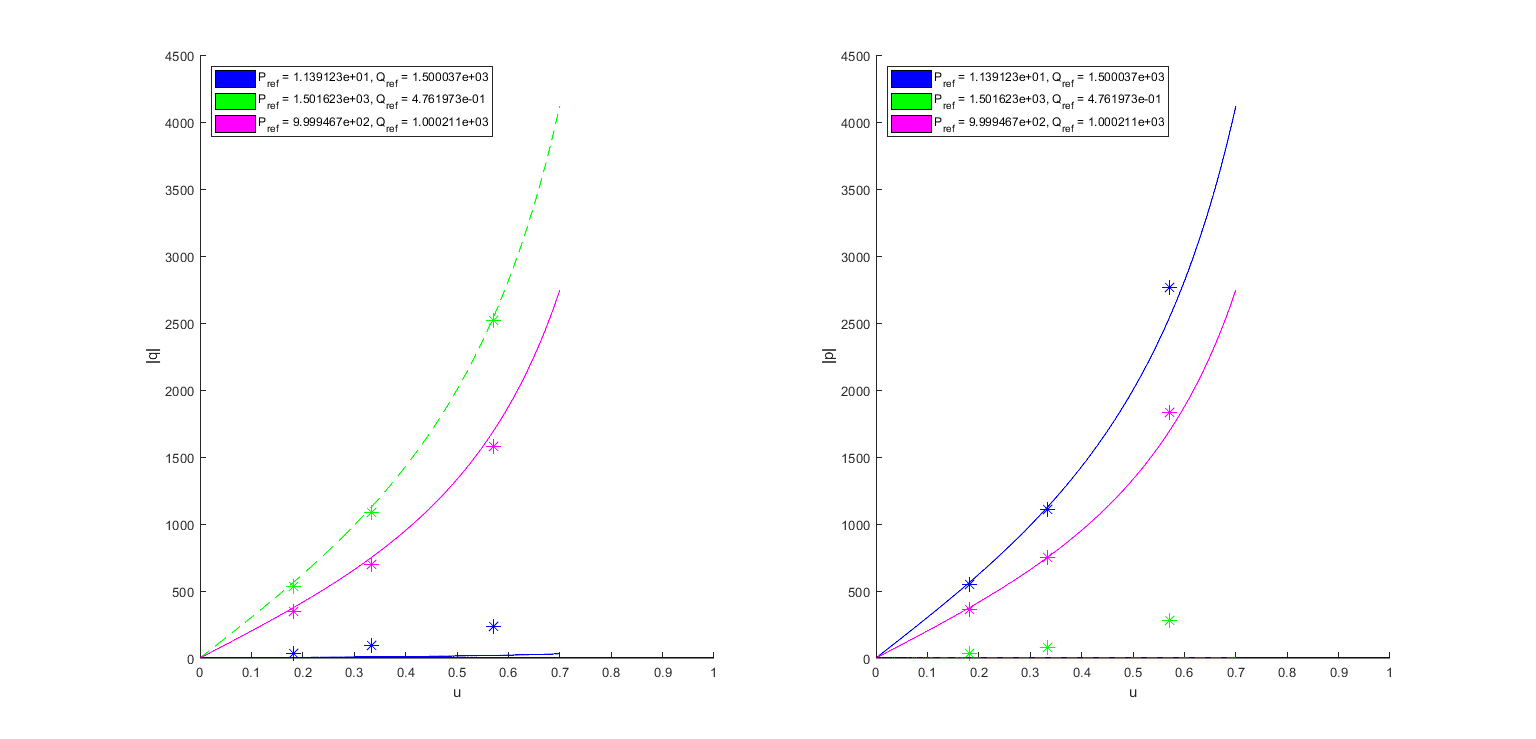 4500
4000
3500
3000
2500
2000
1500
1000
500
0
|q|
P_ref = 1.139123e+01, Q_ref = 1.500037e+03
P_ref = 1.501623e+03, Q_ref = 4.761973e-01
P_ref = 9.999467e+02, Q_ref = 1.000211e+03
0 0.1 0.2 0.3 0.4 0.5 0.6 0.7 0.8 0.9 1
u
4500
4000
3500
3000
2500
2000
1500
1000
500
0
|p|
P_ref = 1.139123e+01, Q_ref = 1.500037e+03
P_ref = 1.501623e+03, Q_ref = 4.761973e-01
P_ref = 9.999467e+02, Q_ref = 1.000211e+03
0 0.1 0.2 0.3 0.4 0.5 0.6 0.7 0.8 0.9 1
u